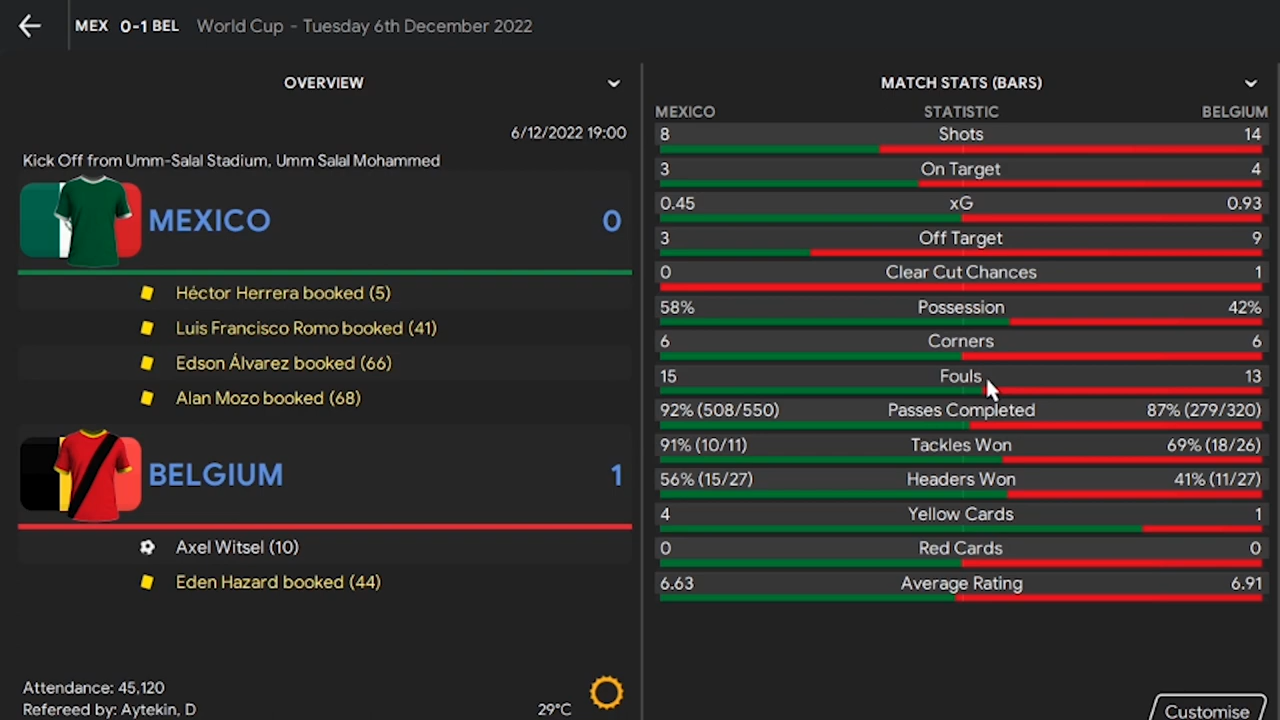 MEX 0-1 BEL World Cup - Tuesday 6th December 2022
OVERVIEW
6/12/2022 19:00
Kick Off from Umm-Salal Stadium, Umm Salal Mohammed
MEXICO 0
Héctor Herrera booked (5)
Luis Francisco Romo booked (41)
Edson Álvarez booked (66)
Alan Mozo booked (68)
BELGIUM 1
Axel Witsel (10)
Eden Hazard booked (44)
Attendance: 45,120
Refereed by: Aytekin, D 29°C
MATCH STATS (BARS)
MEXICO STATISTIC BELGIUM
8 Shots 14
3 On Target 4
0.45 xG 0.93
3 Off Target 9
0 Clear Cut Chances 1
58% Possession 42%
6 Corners 6
15 Fouls 13
92% (508/550) Passes Completed 87% (279/320)
91% (10/11) Tackles Won 69% (18/26)
56% (15/27) Headers Won 41% (11/27)
4 Yellow Cards 1
0 Red Cards 0
6.63 Average Rating 6.91
Customise